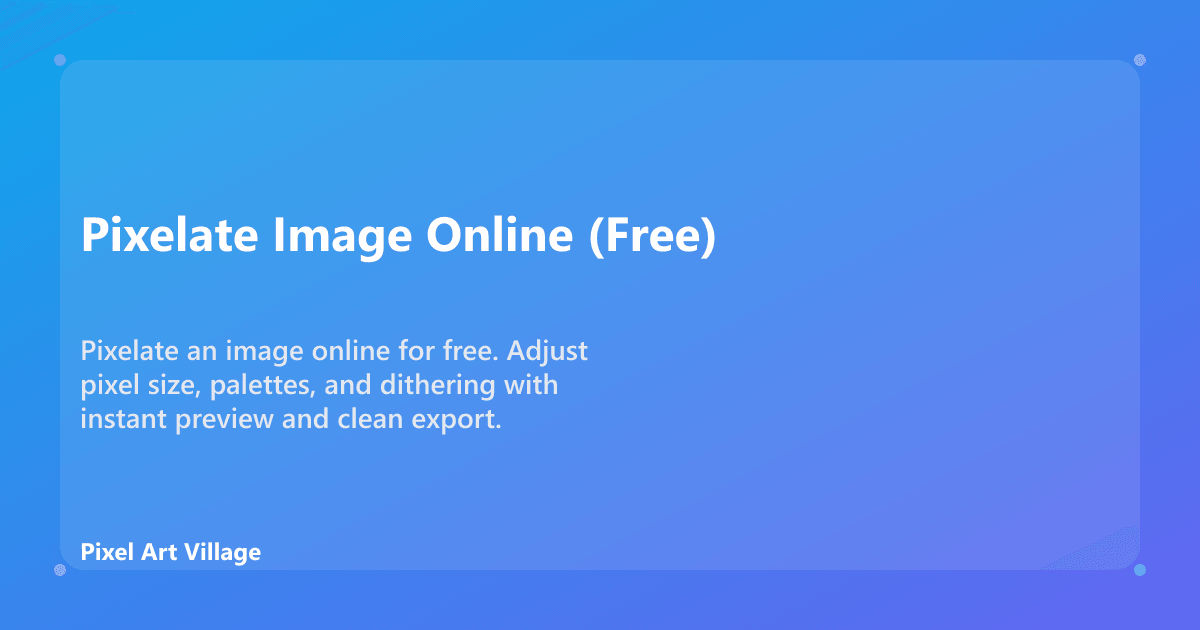 Pixelate Image Online (Free)
Pixelate an image online for free. Adjust
pixel size, palettes, and dithering with
instant preview and clean export.
Pixel Art Village